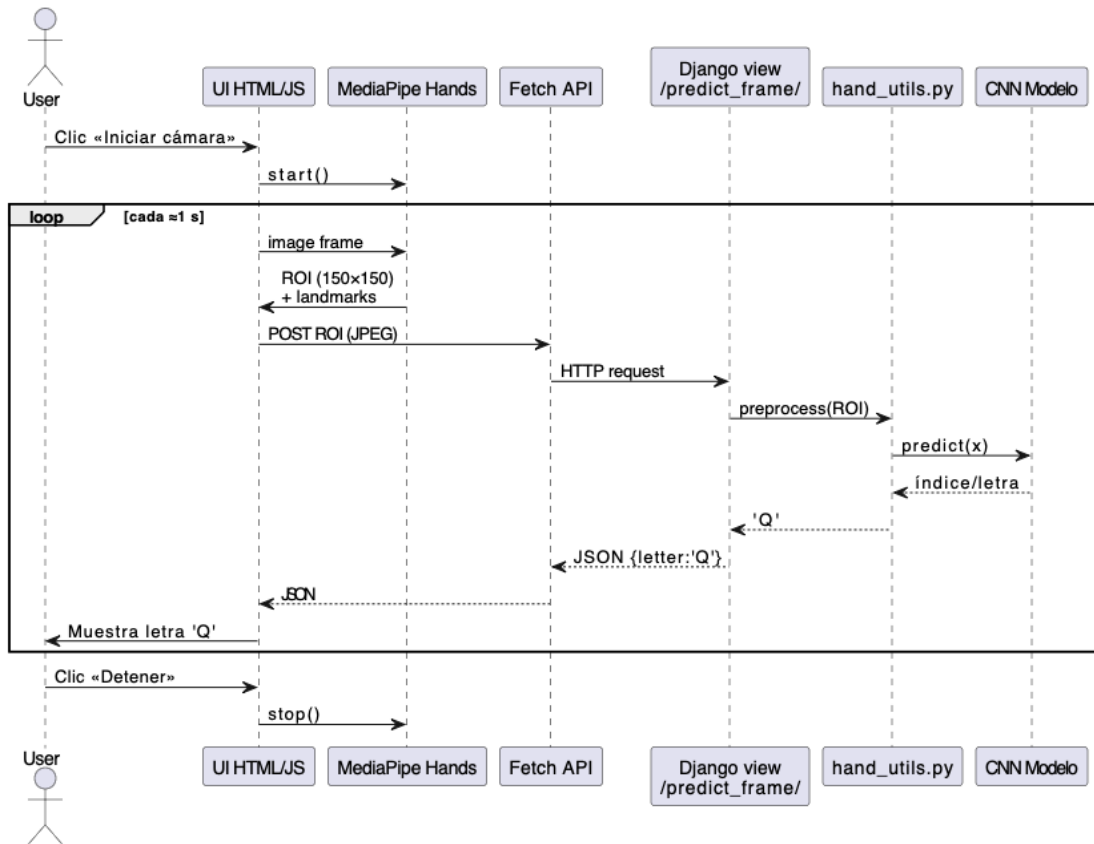 User
UI HTML/JS
MediaPipe Hands
Fetch API
Django view
/predict_frame/
hand_utils.py
CNN Modelo
Clic «Iniciar cámara»
start()
loop
[cada ≈1 s]
image frame
ROI (150×150)
+ landmarks
POST ROI (JPEG)
HTTP request
preprocess(ROI)
predict(x)
índice/letra
'Q'
JSON {letter:'Q'}
JSON
Muestra letra 'Q'
Clic «Detener»
stop()
User
UI HTML/JS
MediaPipe Hands
Fetch API
Django view
/predict_frame/
hand_utils.py
CNN Modelo